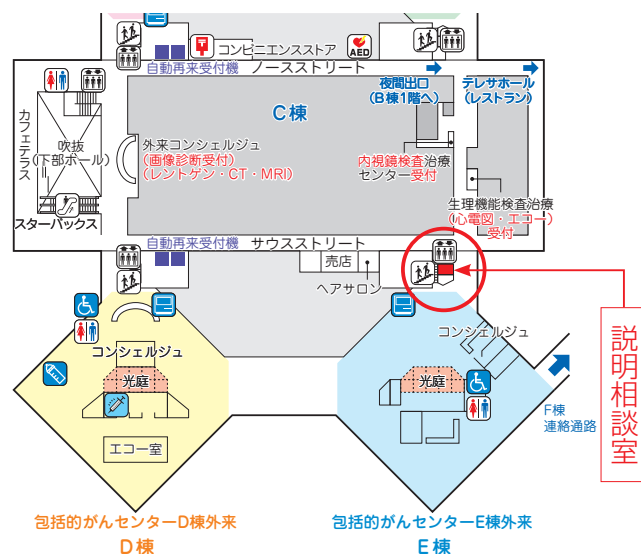 コンビニエンスストア
AED
自動再来受付機
ノースストリート
夜間出口
(B棟1階へ)
テレサホール
(レストラン)
C棟
カフェテラス
吹抜
(下部ホール)
スターバックス
外来コンシェルジュ
(画像診断受付)
(レントゲン・CT・MRI)
内視鏡検査治療
センター受付
生理機能検査治療
(心電図・エコー)
受付
自動再来受付機
サウスストリート
売店
ヘアサロン
説明相談室
コンシェルジュ
光庭
エコー室
コンシェルジュ
光庭
F棟
連絡通路
包括的がんセンターD棟外来
D棟
包括的がんセンターE棟外来
E棟